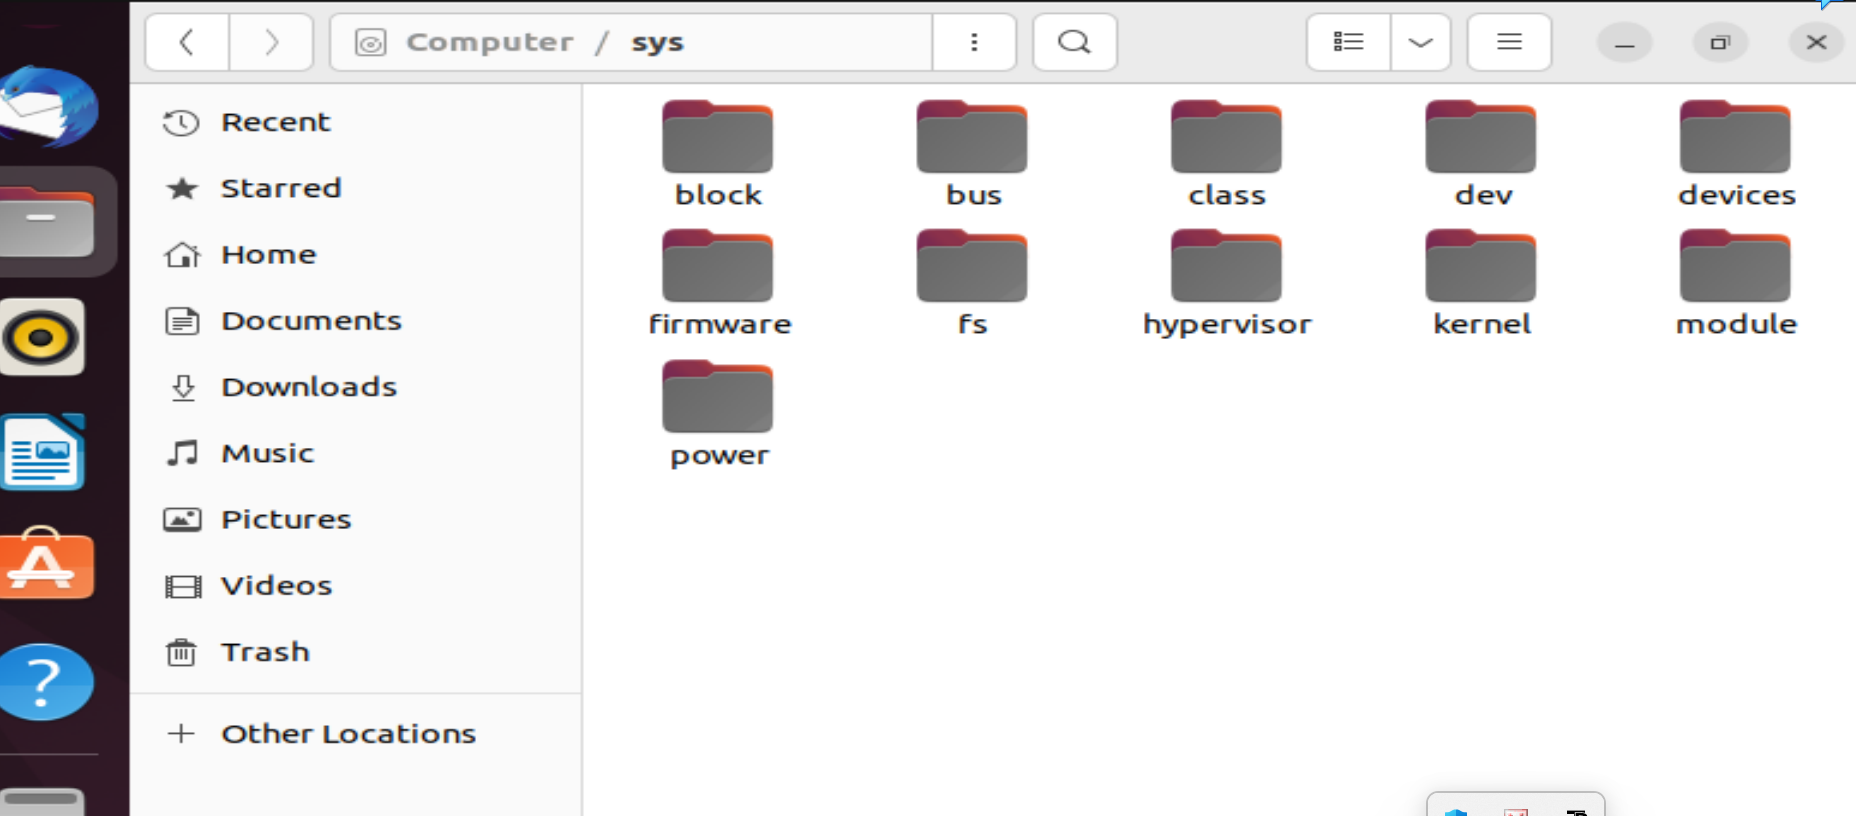 Computer / sys
Recent
Starred
Home
Documents
Downloads
Music
Pictures
Videos
Trash
Other Locations
block bus class dev devices
firmware fs hypervisor kernel module
power